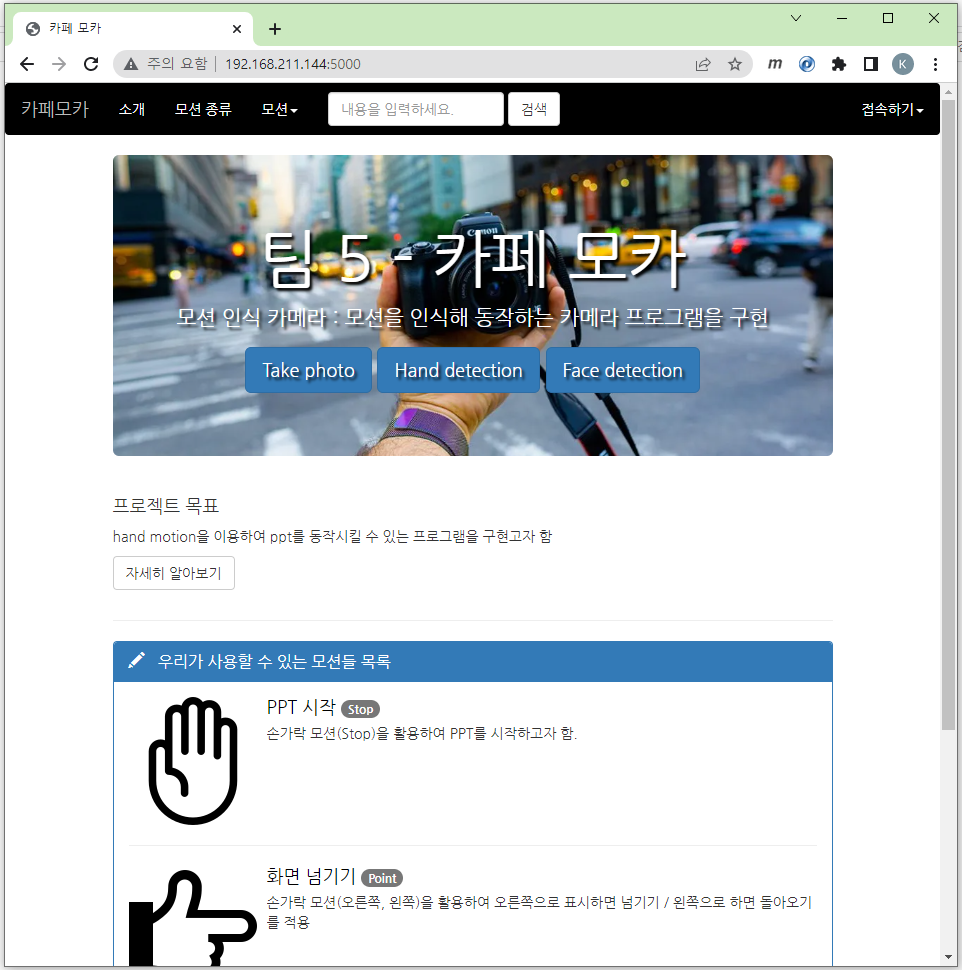 카페 모카
주의 요함 192.168.211.144:5000
m
K
카페모카 소개 모션 종류 모션 내용을 입력하세요. 검색 접속하기
Canon
팀 5 - 카페 모카
모션 인식 카메라 : 모션을 인식해 동작하는 카메라 프로그램을 구현
Take photo Hand detection Face detection
프로젝트 목표
hand motion을 이용하여 ppt를 동작시킬 수 있는 프로그램을 구현고자 함
자세히 알아보기
우리가 사용할 수 있는 모션들 목록
PPT 시작 Stop
손가락 모션(Stop)을 활용하여 PPT를 시작하고자 함.
화면 넘기기 Point
손가락 모션(오른쪽, 왼쪽)을 활용하여 오른쪽으로 표시하면 넘기기 / 왼쪽으로 하면 돌아오기
를 적용